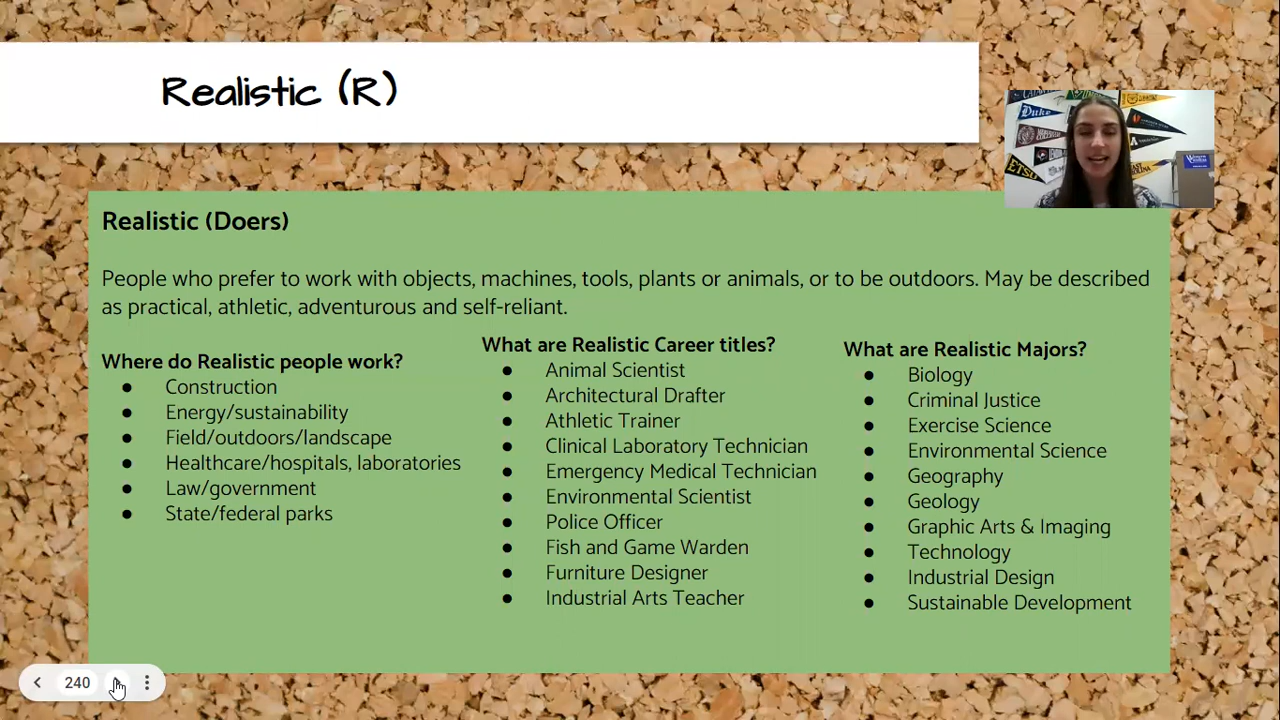 Realistic (R)
Duke
ETSU
Realistic (Doers)
People who prefer to work with objects, machines, tools, plants or animals, or to be outdoors. May be described
as practical, athletic, adventurous and self-reliant.
Where do Realistic people work?
● Construction
● Energy/sustainability
● Field/outdoors/landscape
● Healthcare/hospitals, laboratories
● Law/government
● State/federal parks
What are Realistic Career titles?
● Animal Scientist
● Architectural Drafter
● Athletic Trainer
● Clinical Laboratory Technician
● Emergency Medical Technician
● Environmental Scientist
● Police Officer
● Fish and Game Warden
● Furniture Designer
● Industrial Arts Teacher
What are Realistic Majors?
● Biology
● Criminal Justice
● Exercise Science
● Environmental Science
● Geography
● Geology
● Graphic Arts & Imaging
● Technology
● Industrial Design
● Sustainable Development
240